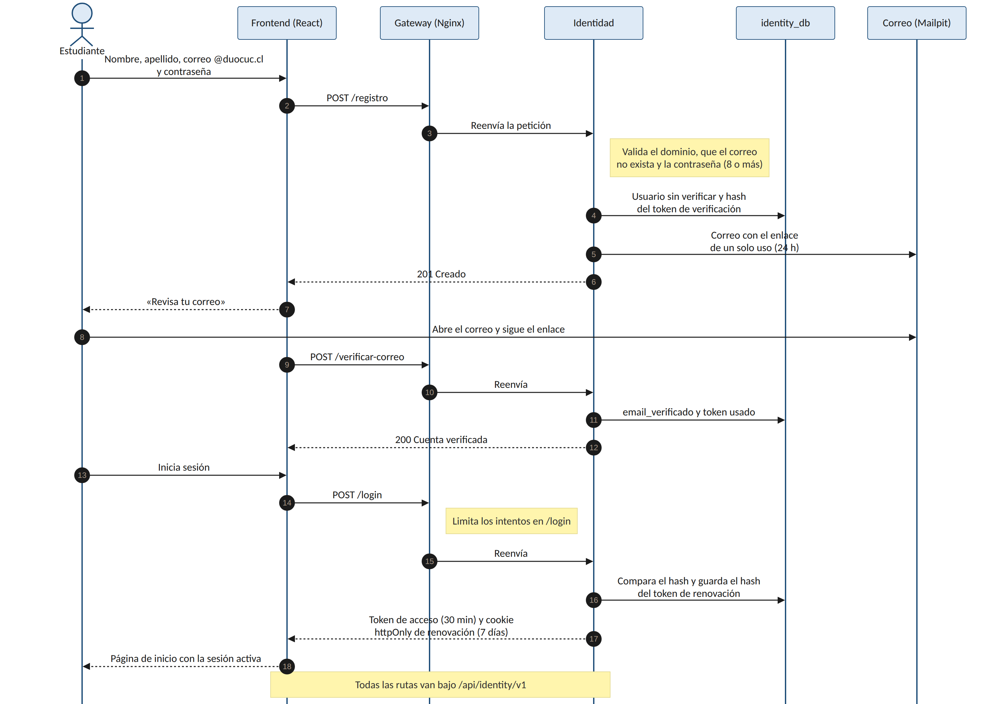 Frontend (React)
Gateway (Nginx)
Identidad
identity_db
Correo (Mailpit)
Estudiante
Nombre, apellido, correo @duocuc.cl
y contraseña
1
POST /registro
2
Reenvía la petición
3
Valida el dominio, que el correo
no exista y la contraseña (8 o más)
Usuario sin verificar y hash
del token de verificación
4
Correo con el enlace
de un solo uso (24 h)
5
201 Creado
6
«Revisa tu correo»
7
Abre el correo y sigue el enlace
8
POST /verificar-correo
9
Reenvía
10
email_verificado y token usado
11
200 Cuenta verificada
12
Inicia sesión
13
POST /login
14
Limita los intentos en /login
Reenvía
15
Compara el hash y guarda el hash
del token de renovación
16
Token de acceso (30 min) y cookie
httpOnly de renovación (7 días)
17
Página de inicio con la sesión activa
18
Todas las rutas van bajo /api/identity/v1